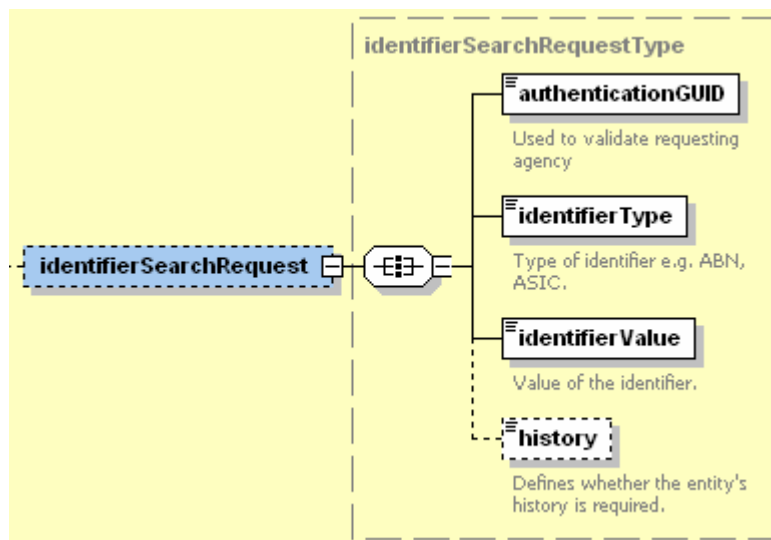 identifierSearchRequestType
authenticationGUID
Used to validate requesting
agency
identifierType
Type of identifier e.g. ABN,
ASIC.
identifierSearchRequest
identifierValue
Value of the identifier.
history
Defines whether the entity's
history is required.